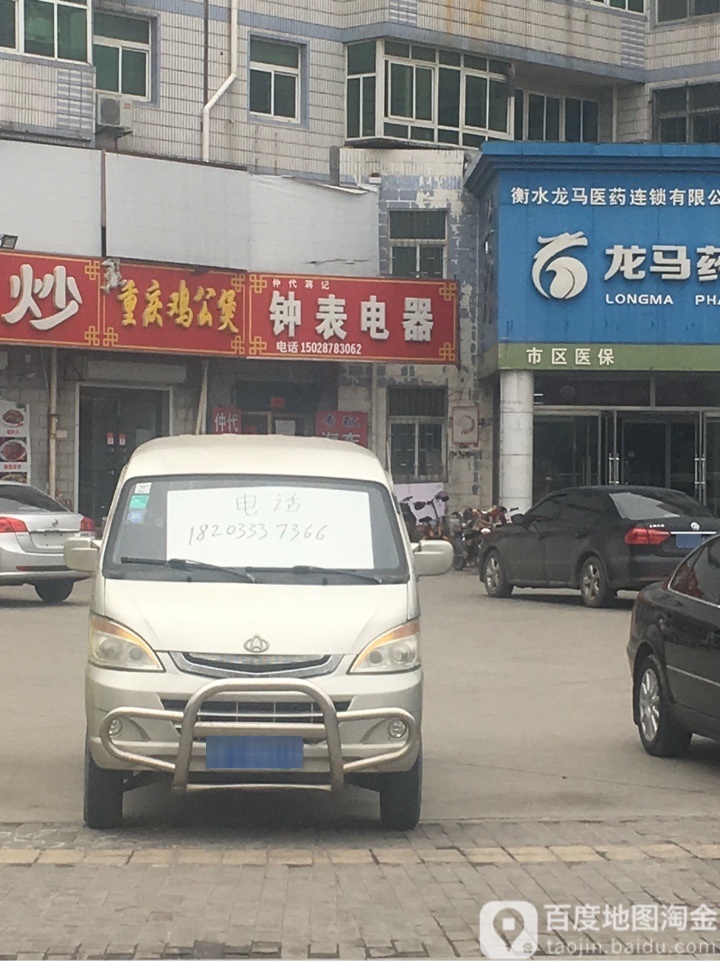 衡水龙马医药连锁有限公
龙马药
LONGMA PHA
市区医保
炒
重庆鸡公煲
仲代蒋记
钟表电器
电话15028783062
仲代
电话
18203337366
百度地图淘金
taojin.baidu.com